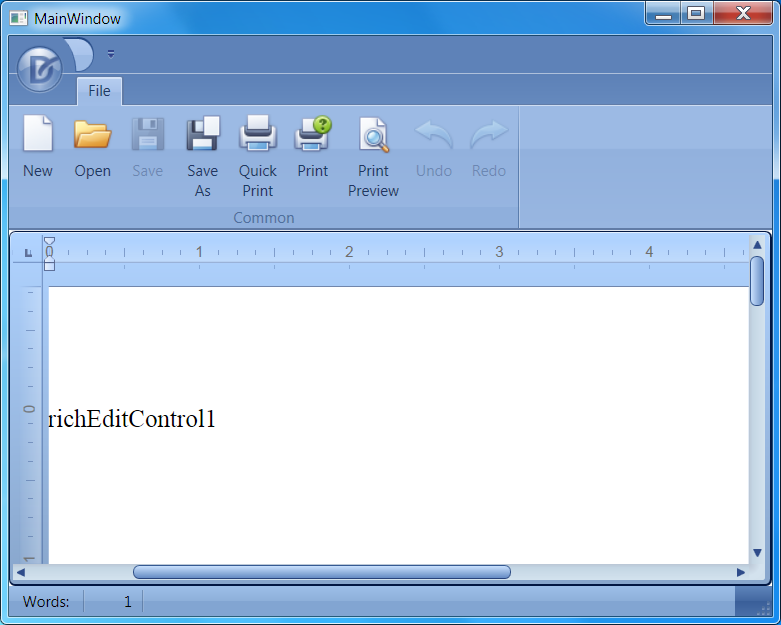 MainWindow
File
New
Open
Save
Save As
Quick Print
Print
Print Preview
Undo
Redo
Common
L 0 1 2 3 4
0
richEditControl1
1
Words: 1